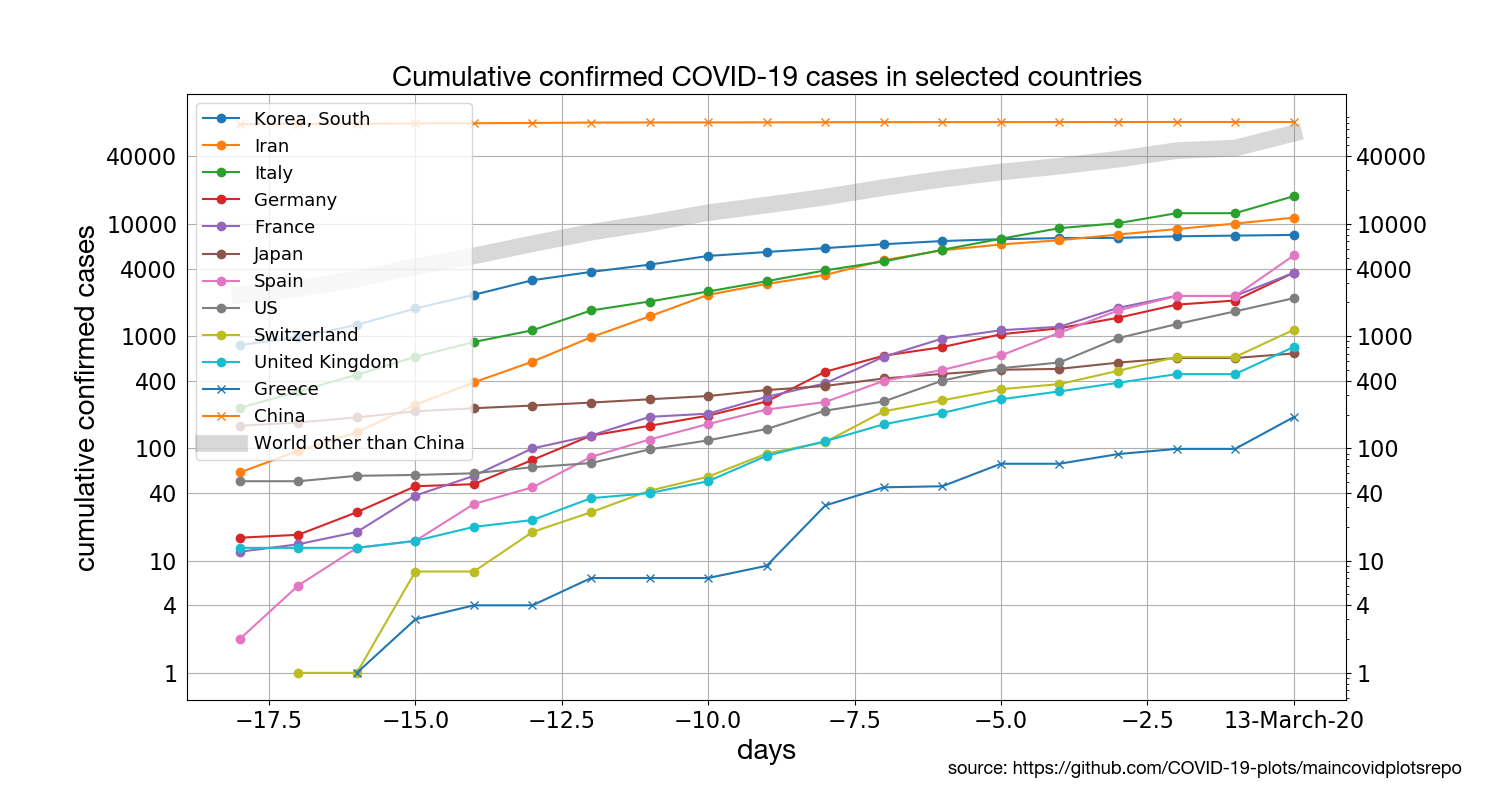 Cumulative confirmed COVID-19 cases in selected countries
Korea, South
Iran
Italy
Germany
France
Japan
Spain
US
Switzerland
United Kingdom
Greece
China
World other than China
cumulative confirmed cases
40000
10000
4000
1000
400
100
40
10
4
1
40000
10000
4000
1000
400
100
40
10
4
1
−17.5 −15.0 −12.5 −10.0 −7.5 −5.0 −2.5 13-March-20
days
source: https://github.com/COVID-19-plots/maincovidplotsrepo